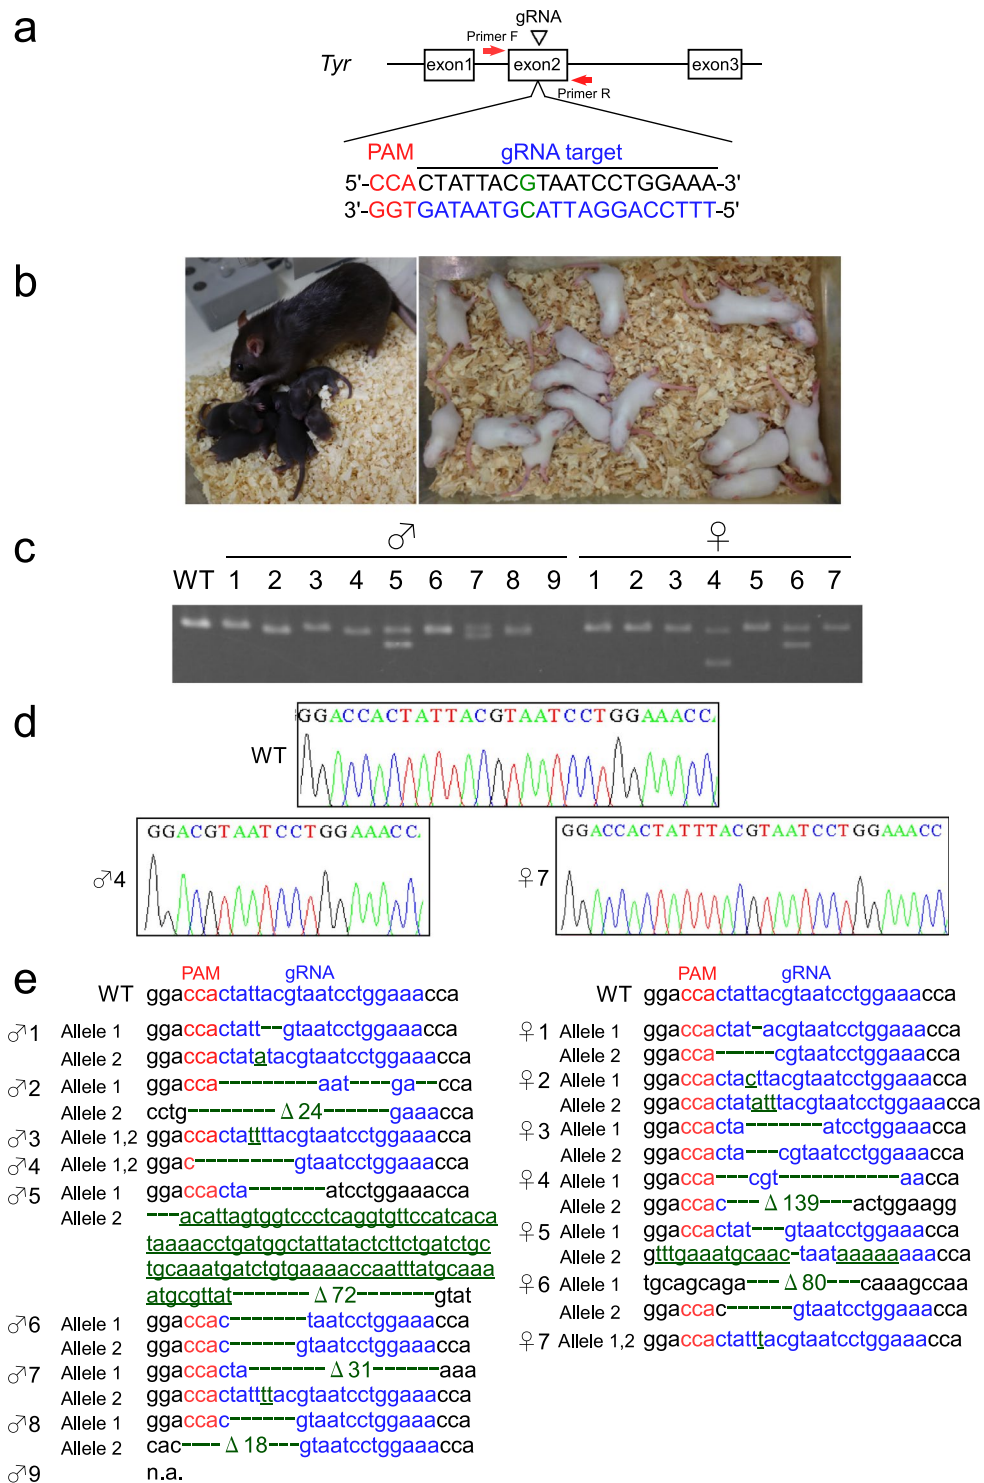 a
gRNA
Primer F
Tyr
exon1 exon2 exon3
Primer R
PAM gRNA target
5'-CCACTATTACGTAATCCTGGAAA-3'
3'-GGTGATAATGCATTAGGACCTTT-5'
b
c
♂ ♀
WT 1 2 3 4 5 6 7 8 9 1 2 3 4 5 6 7
d
WT GGACCACTATTACGTAATCCTGGAAACC
♂4 GGACGTAATCCTGGAAACC
♀7 GGACCACTATTTACGTAATCCTGGAAACC
e
PAM gRNA
WT ggaccactattacgtaatcctggaaacca
♂1 Allele 1 ggaccactatt--gtaatcctggaaacca
Allele 2 ggaccactatatacgtaatcctggaaacca
♂2 Allele 1 ggacca---------aat----ga--cca
Allele 2 cctg-------- Δ 24 ------gaaacca
♂3 Allele 1,2 ggaccactattttacgtaatcctggaaacca
♂4 Allele 1,2 ggac---------gtaatcctggaaacca
♂5 Allele 1 ggaccacta-------atcctggaaacca
Allele 2 ---acattagtggtccctcaggtgttccatcaca
taaaacctgatggctattatactcttctgatctgc
tgcaaatgatctgtgaaaaccaatttatgcaaa
atgcgttat------- Δ 72 -------gtat
♂6 Allele 1 ggaccac-------taatcctggaaacca
Allele 2 ggaccac------gtaatcctggaaacca
♂7 Allele 1 ggaccacta------- Δ 31 ------aaa
Allele 2 ggaccactatttttacgtaatcctggaaacca
♂8 Allele 1 ggaccac------gtaatcctggaaacca
Allele 2 cac---- Δ 18 ---gtaatcctggaaacca
♂9 n.a.
PAM gRNA
WT ggaccactattacgtaatcctggaaacca
♀1 Allele 1 ggaccactat-acgtaatcctggaaacca
Allele 2 ggacca------cgtaatcctggaaacca
♀2 Allele 1 ggaccactacttacgtaatcctggaaacca
Allele 2 ggaccactatatttacgtaatcctggaaacca
♀3 Allele 1 ggaccacta-------atcctggaaacca
Allele 2 ggaccacta---cgtaatcctggaaacca
♀4 Allele 1 ggacca---cgt-----------aacca
Allele 2 ggaccac--- Δ 139 ---actggaagg
♀5 Allele 1 ggaccactat---gtaatcctggaaacca
Allele 2 gtttgaaatgcaac-taataaaaaaaacca
♀6 Allele 1 tgcagcaga--- Δ 80 ---caaagccaa
Allele 2 ggaccac------gtaatcctggaaacca
♀7 Allele 1,2 ggaccactatttacgtaatcctggaaacca